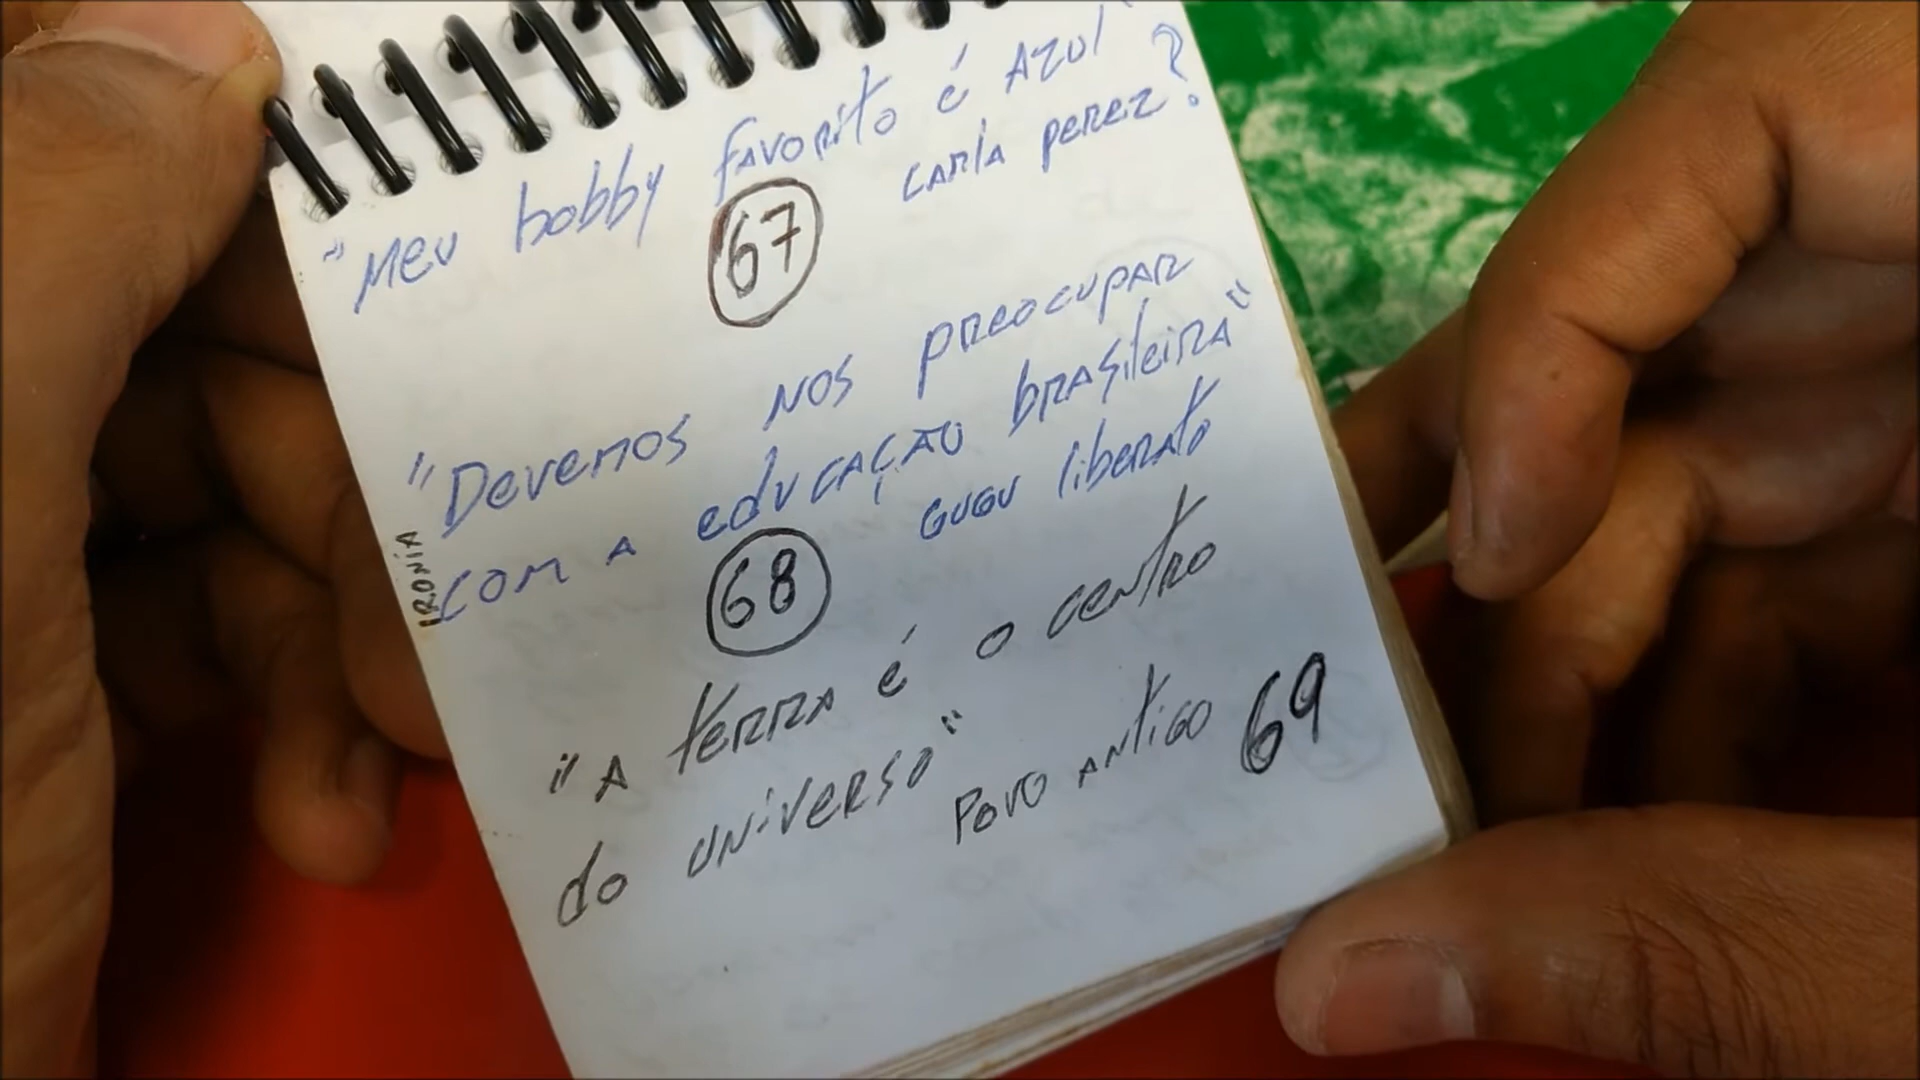 "Meu hobby favorito é AZUl"
67 CARlA perez?
"Devemos NOS preocupar
com A educAÇÃO brasileira"
68 GUGU liberato
IRONÍA
"A terra é o centro
do universo"
Povo Antigo 69